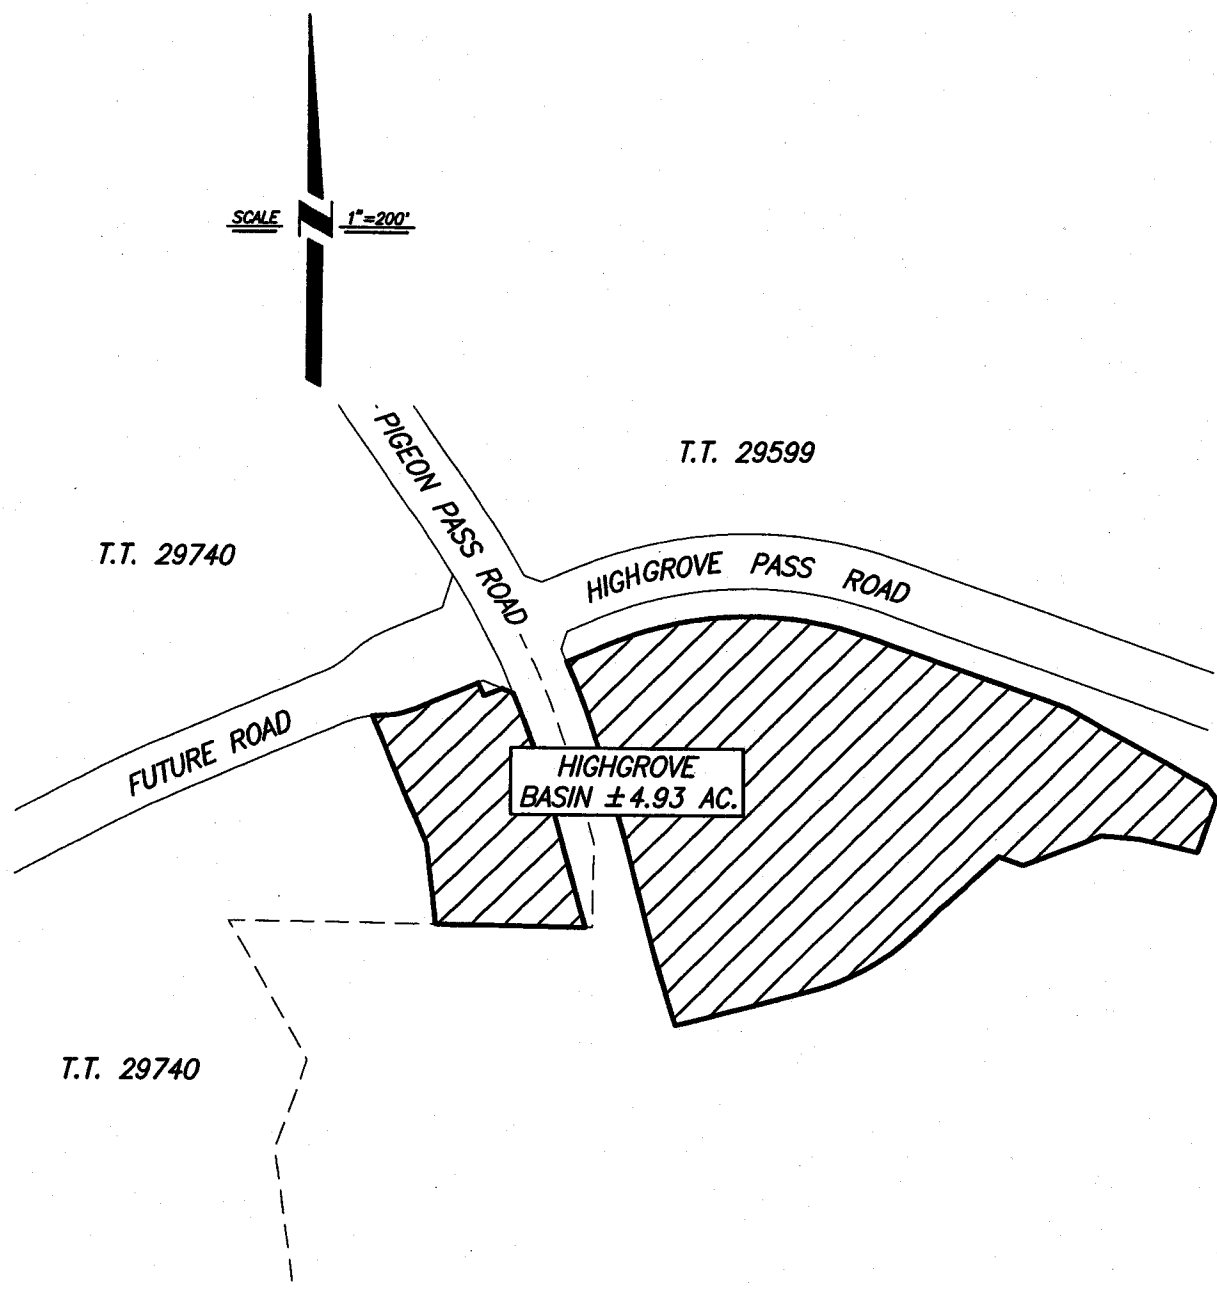 SCALE 1"=200'
PIGEON PASS ROAD
T.T. 29599
T.T. 29740
HIGHGROVE PASS ROAD
FUTURE ROAD
HIGHGROVE
BASIN ±4.93 AC.
T.T. 29740